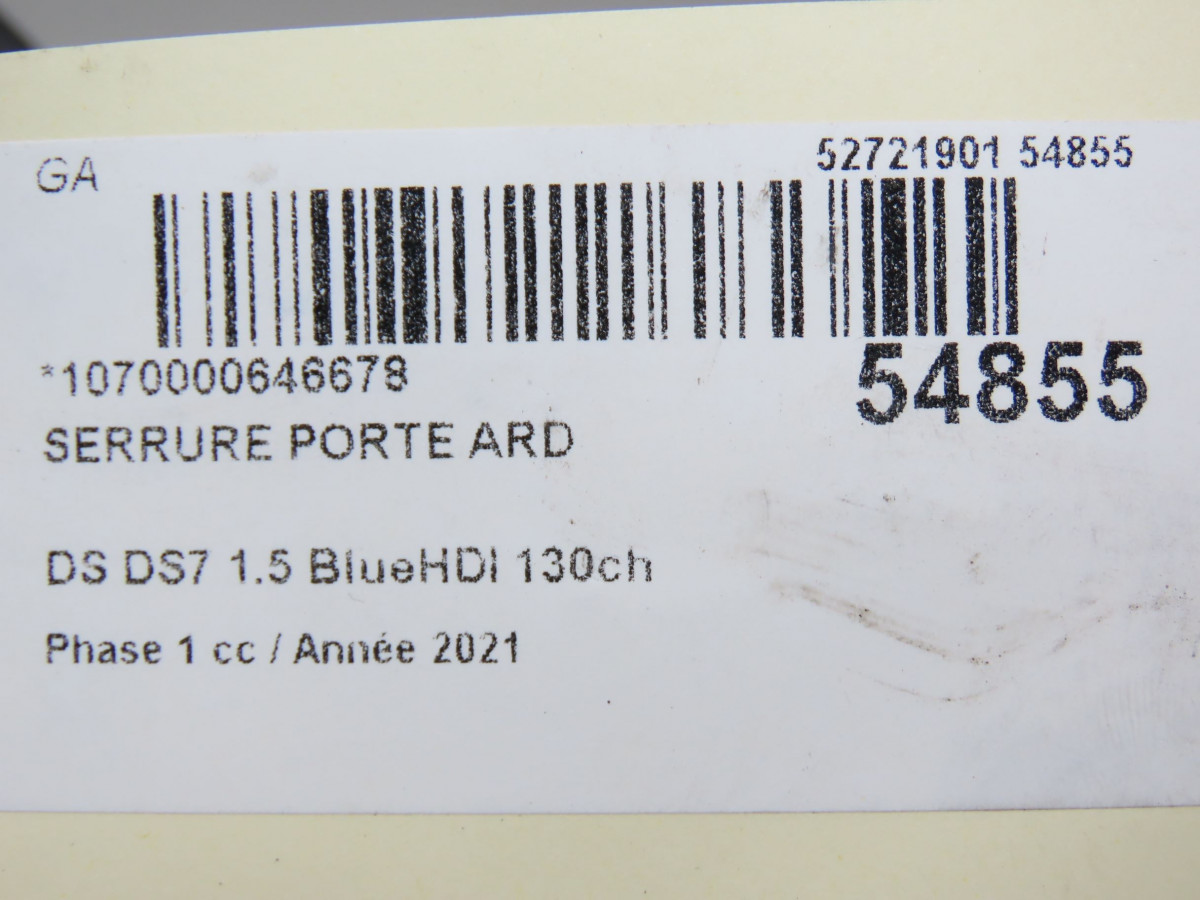 GA
52721901 54855
*1070000646678
54855
SERRURE PORTE ARD
DS DS7 1.5 BlueHDI 130ch
Phase 1 cc / Année 2021